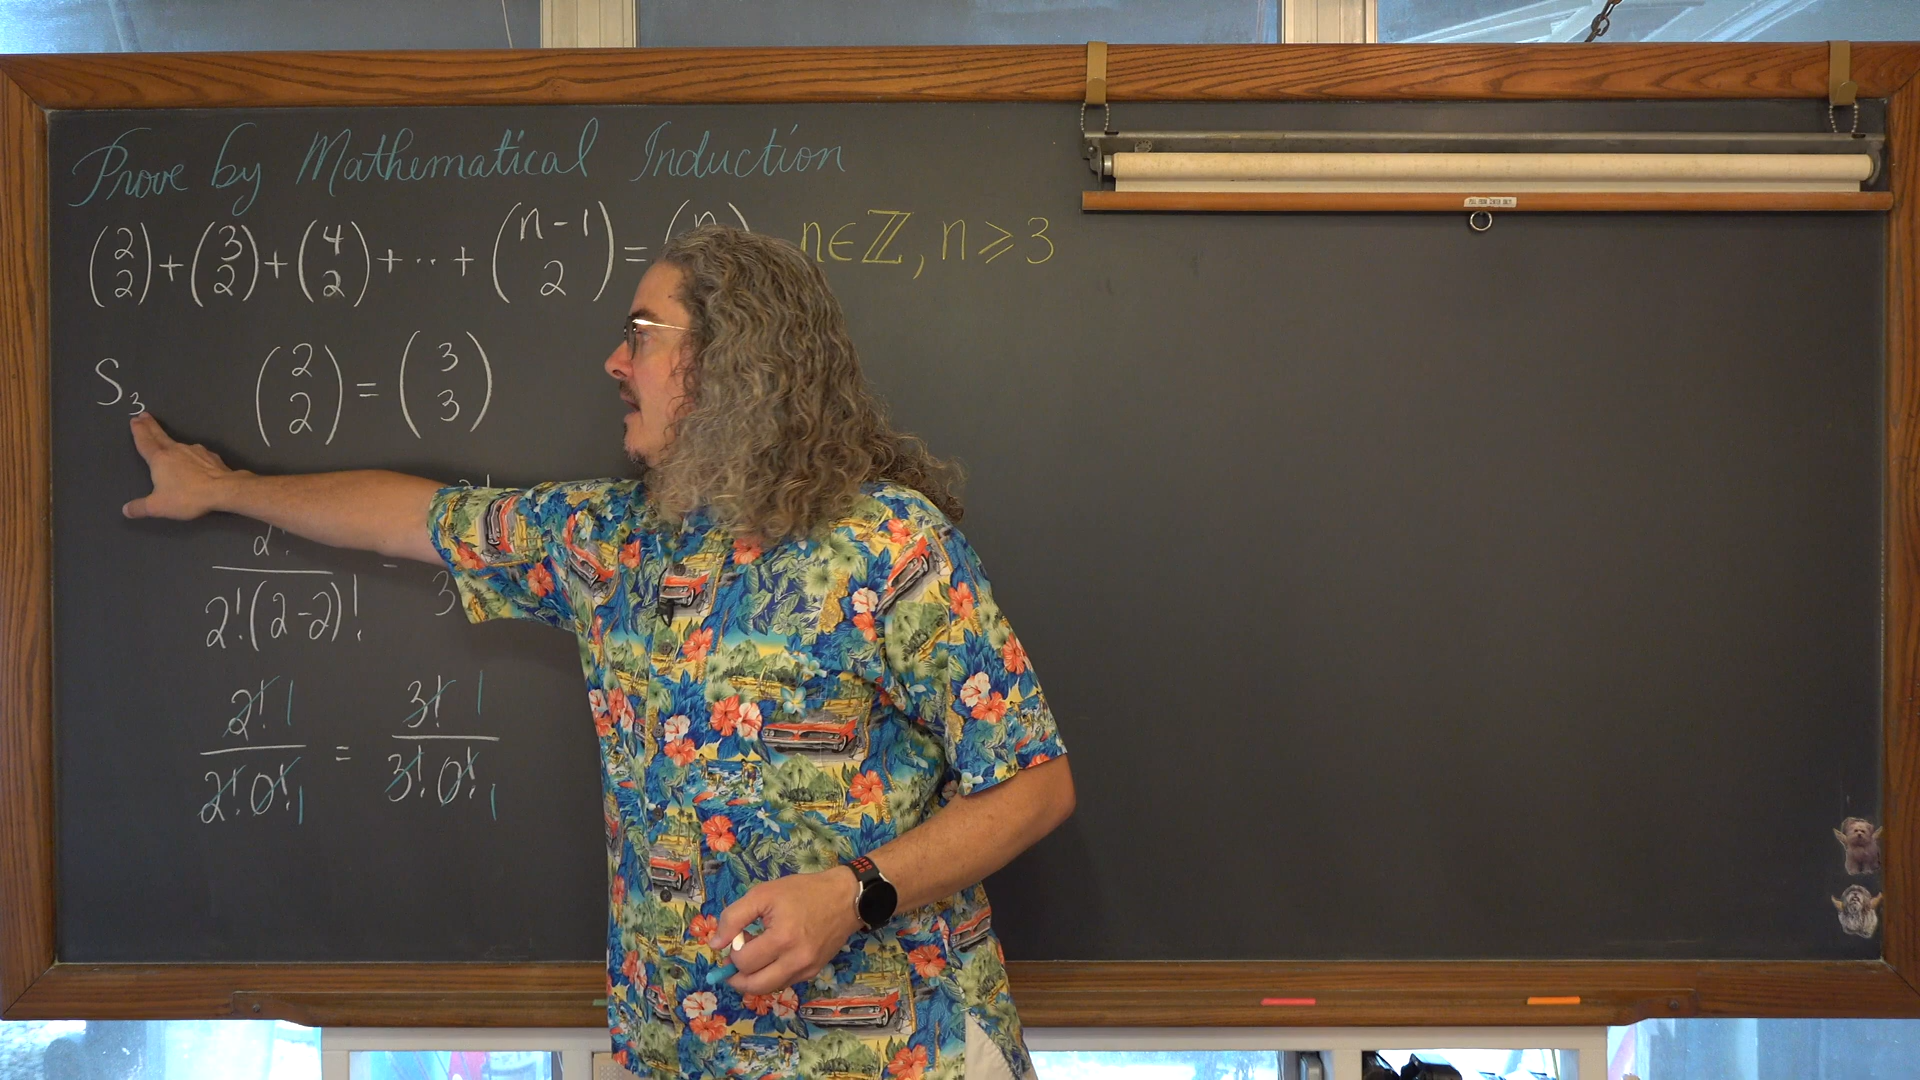 Prove by Mathematical Induction
(2 2) + (3 2) + (4 2) + ... + (n-1 2) = (n n∈ℤ, n⩾3
S₃ (2 2) = (3 3)
2! / 2!(2-2)! = 3
2! 1 / 2! 0! 1 = 3! 1 / 3! 0! 1